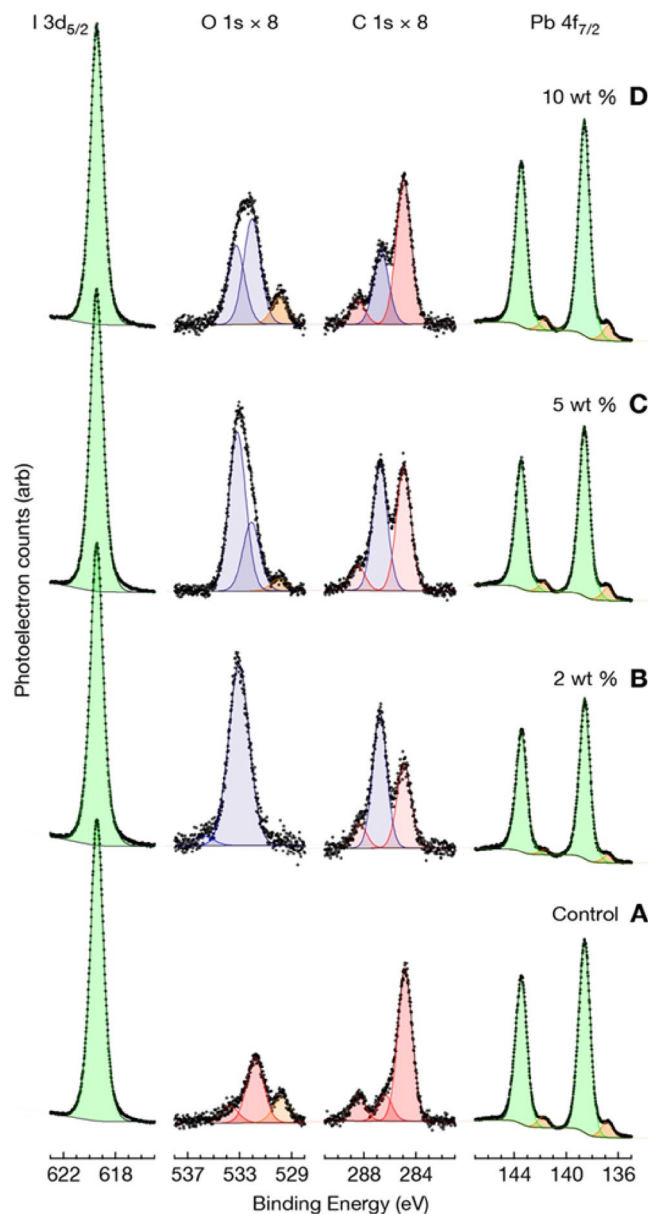 I 3d5/2 O 1s × 8 C 1s × 8 Pb 4f7/2
10 wt % D
5 wt % C
Photoelectron counts (arb)
2 wt % B
Control A
622 618 537 533 529 288 284 144 140 136
Binding Energy (eV)